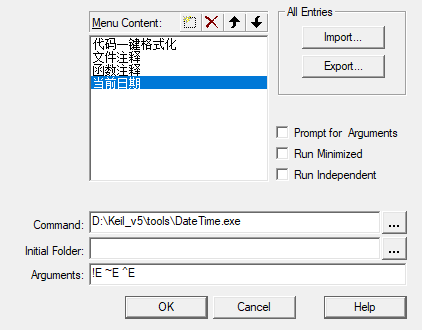 Menu Content:
All Entries
Import...
Export...
代码一键格式化
文件注释
函数注释
当前日期
Prompt for Arguments
Run Minimized
Run Independent
Command: D:\Keil_v5\tools\DateTime.exe ...
Initial Folder: ...
Arguments: !E ~E ^E
OK Cancel Help